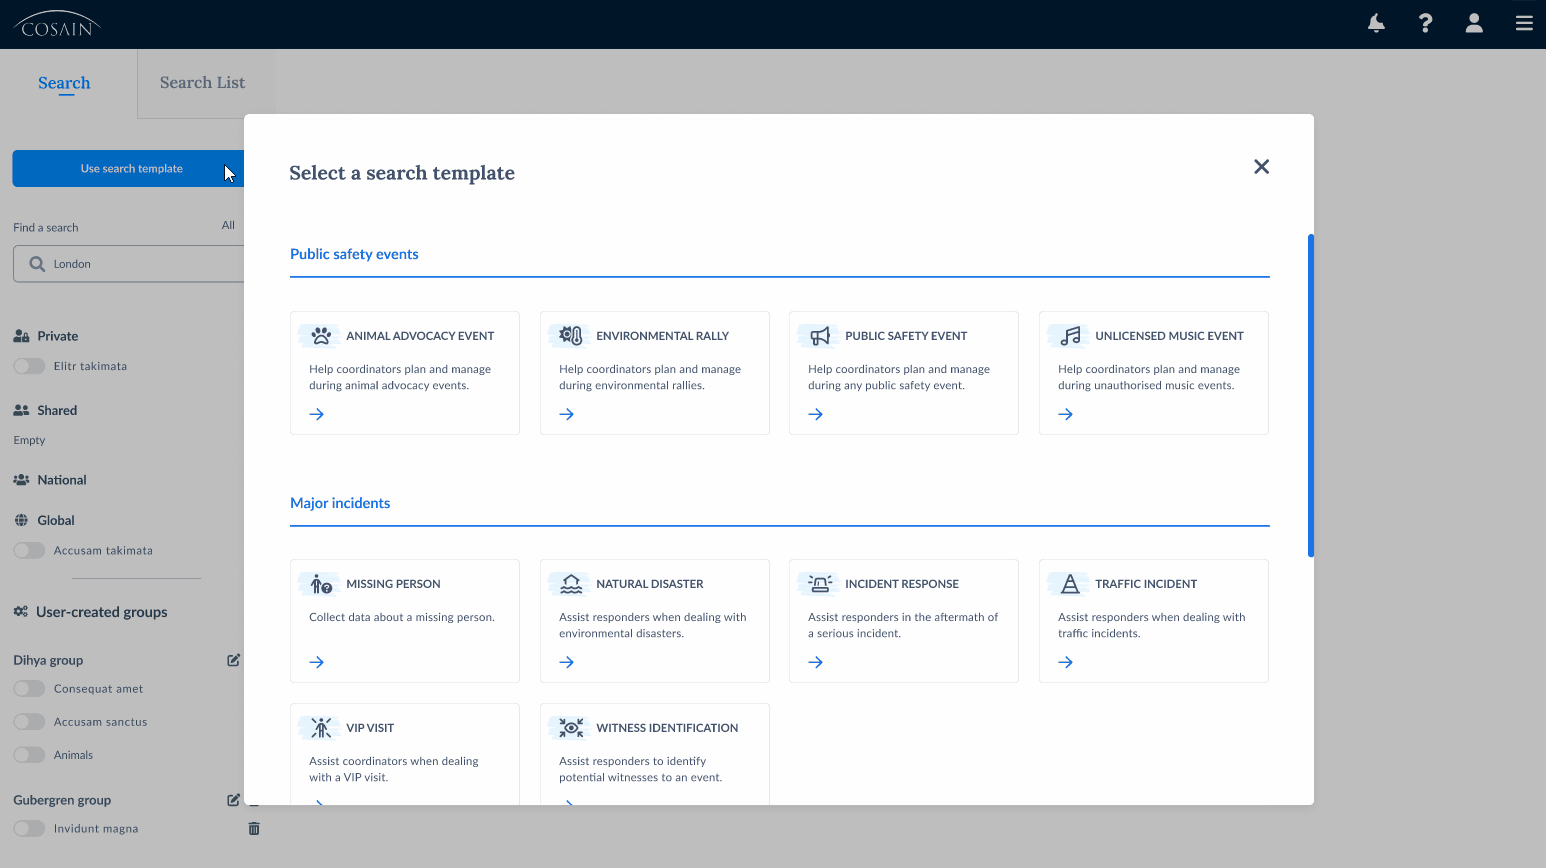 COSAIN
Search
Search List
Use search template
Find a search
All
London
Private
Elitr takimata
Shared
Empty
National
Global
Accusam takimata
User-created groups
Dihya group
Consequat amet
Accusam sanctus
Animals
Gubergren group
Invidunt magna
Select a search template
Public safety events
ANIMAL ADVOCACY EVENT
Help coordinators plan and manage
during animal advocacy events.
ENVIRONMENTAL RALLY
Help coordinators plan and manage
during environmental rallies.
PUBLIC SAFETY EVENT
Help coordinators plan and manage
during any public safety event.
UNLICENSED MUSIC EVENT
Help coordinators plan and manage
during unauthorised music events.
Major incidents
MISSING PERSON
Collect data about a missing person.
NATURAL DISASTER
Assist responders when dealing with
environmental disasters.
INCIDENT RESPONSE
Assist responders in the aftermath of
a serious incident.
TRAFFIC INCIDENT
Assist responders when dealing with
traffic incidents.
VIP VISIT
Assist coordinators when dealing
with a VIP visit.
WITNESS IDENTIFICATION
Assist responders to identify
potential witnesses to an event.